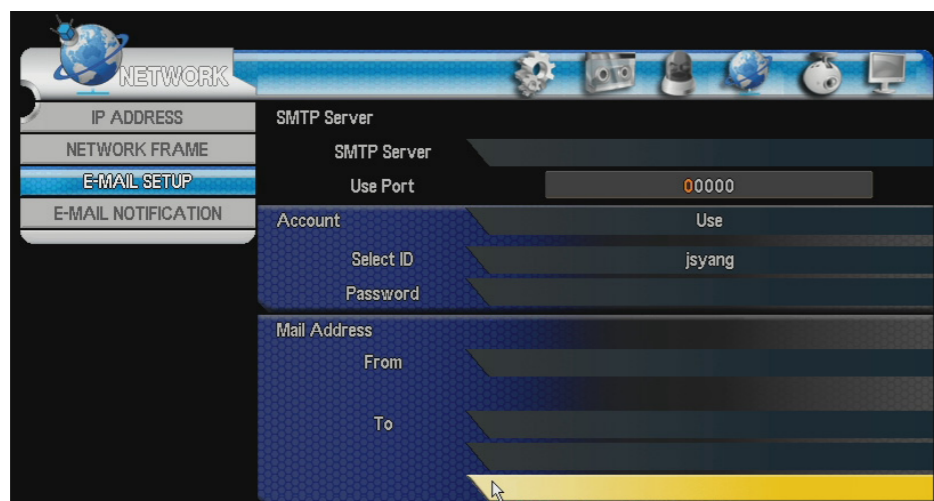 NETWORK
IP ADDRESS
NETWORK FRAME
E-MAIL SETUP
E-MAIL NOTIFICATION
SMTP Server
SMTP Server
Use Port 00000
Account Use
Select ID jsyang
Password
Mail Address
From
To